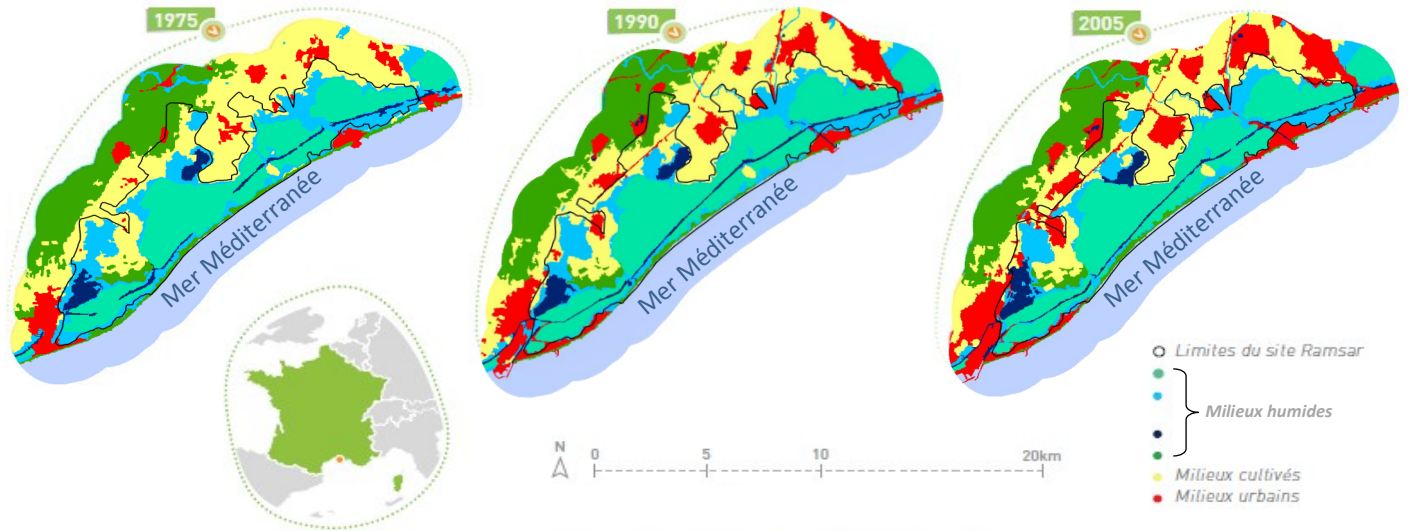 1975
1990
2005
Mer Méditerranée
Mer Méditerranée
Mer Méditerranée
Limites du site Ramsar
Milieux humides
Milieux cultivés
Milieux urbains
N
0
5
10
20km